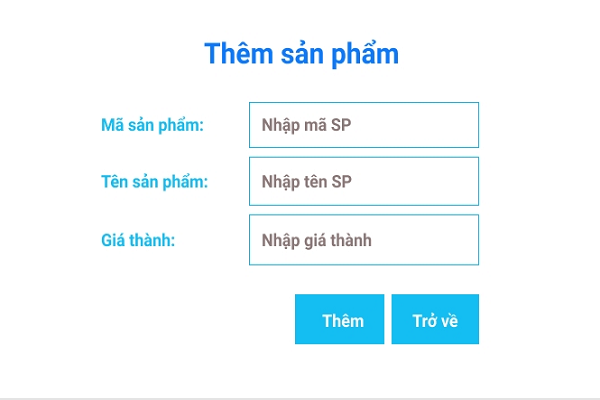 Thêm sản phẩm
Mã sản phẩm: Nhập mã SP
Tên sản phẩm: Nhập tên SP
Giá thành: Nhập giá thành
Thêm Trở về